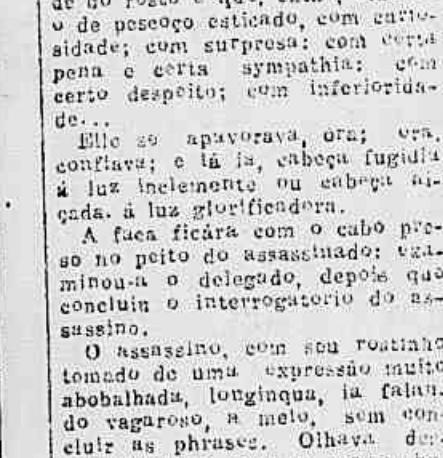 de no rosto e que,
o de pescoço esticado, com curio-
sidade; com surpresa; com certa
pena e certa sympathia; com
certo despeito; com inferiorida-
de...
Elle se apavorava, ora; ora,
confiava; e lá ia, cabeça fugidia
á luz inclemente ou cabeça al-
çada. á luz glorificadora.
A faca ficára com o cabo pre-
so no peito do assassinado; exa-
minou-a o delegado, depois que
concluiu o interrogatorio do as-
sassino.
O assassino, com seu rostinho
tomado de uma expressão muito
abobalhada, longinqua, ia falan-
do vagaroso, a meio, sem con
cluir as phrases. Olhava